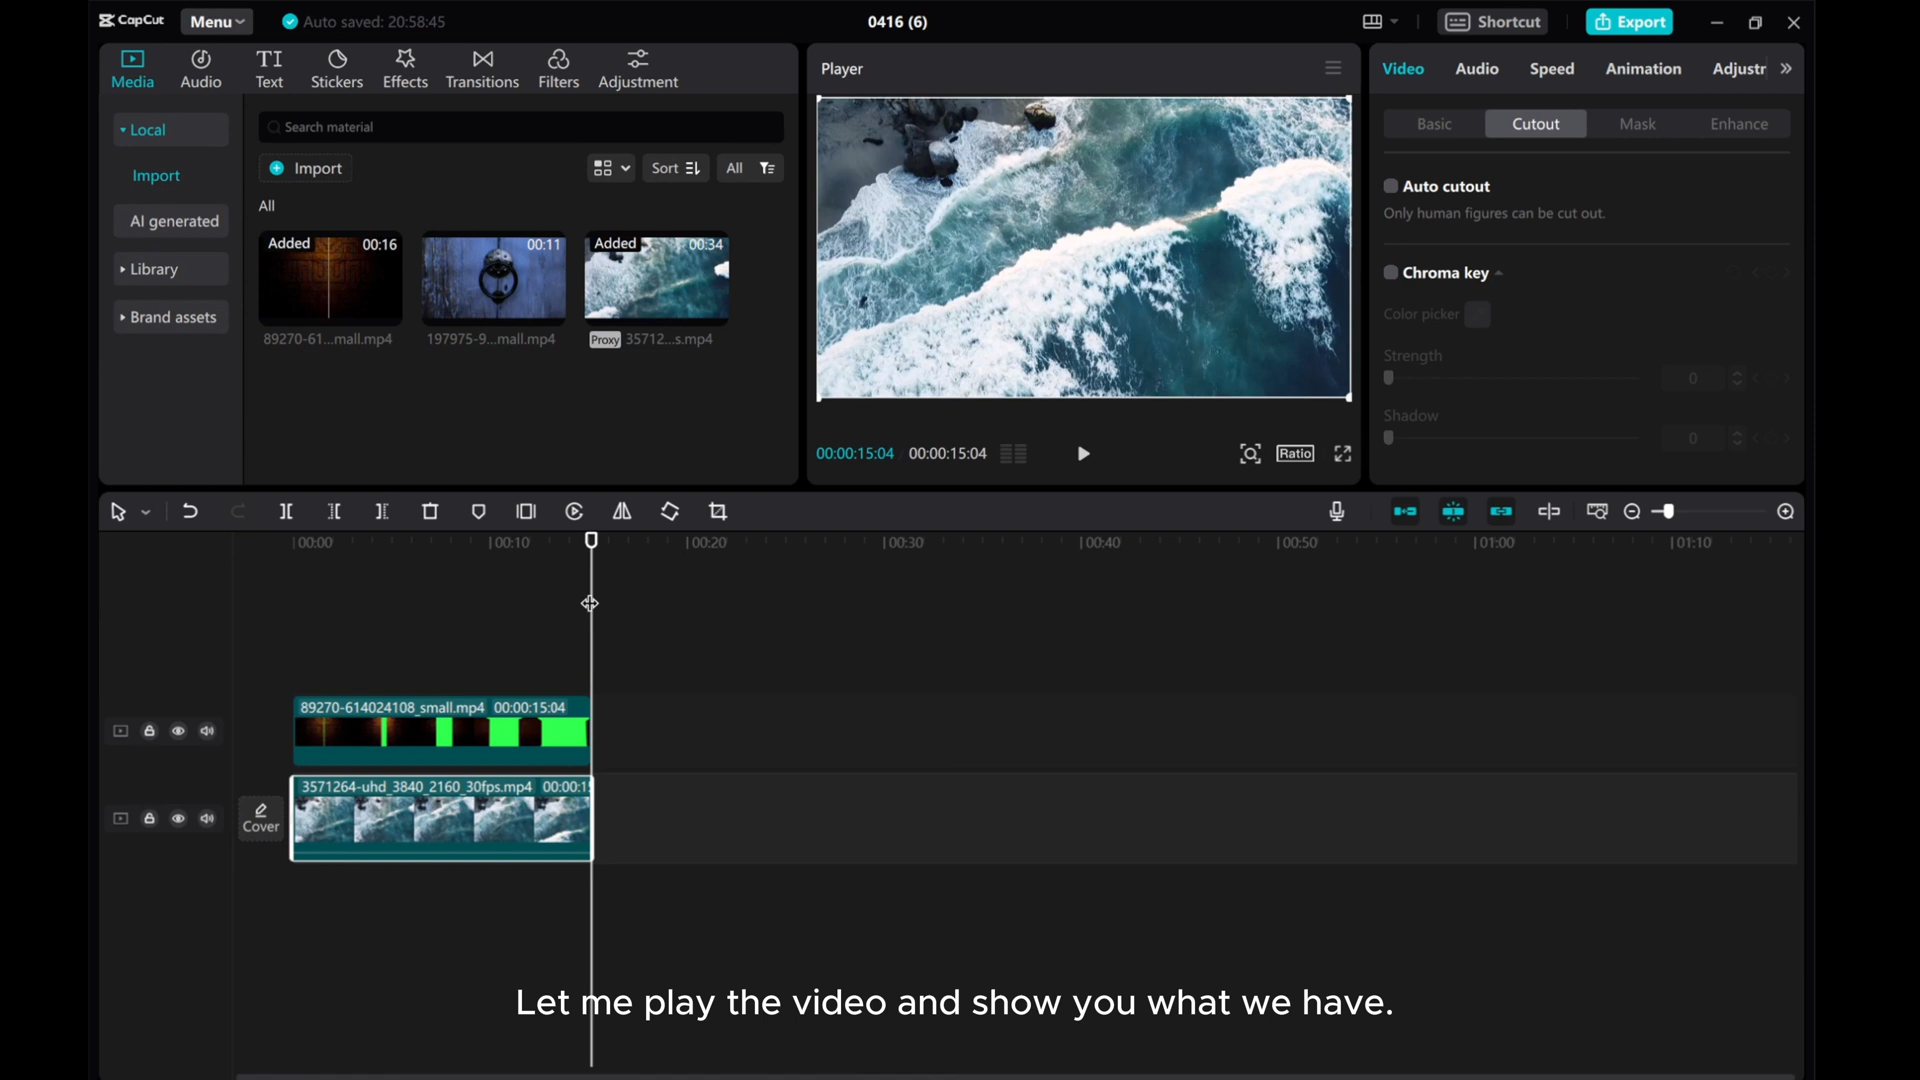 CapCut Menu Auto saved: 20:58:45 0416 (6) Shortcut Export
Media Audio Text Stickers Effects Transitions Filters Adjustment
Local
Import
AI generated
Library
Brand assets
Search material
Import Sort All
All
Added 00:16 00:11 Added 00:34
89270-61...mall.mp4 197975-9...mall.mp4 Proxy 35712...s.mp4
Player
00:00:15:04 00:00:15:04 Ratio
Video Audio Speed Animation Adjustr
Basic Cutout Mask Enhance
Auto cutout
Only human figures can be cut out.
Chroma key
Color picker
Strength
0
Shadow
0
00:00 00:10 00:20 00:30 00:40 00:50 01:00 01:10
89270-614024108_small.mp4 00:00:15:04
3571264-uhd_3840_2160_30fps.mp4 00:00:1
Cover
Let me play the video and show you what we have.